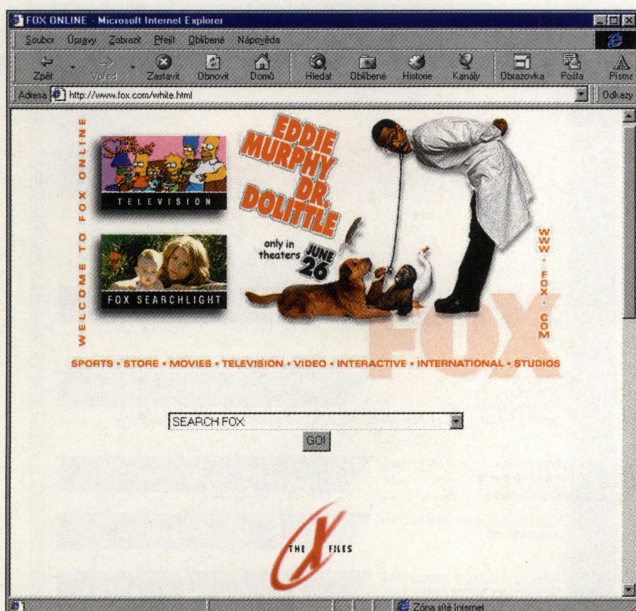 FOX ONLINE - Microsoft Internet Explorer
Soubor Úpravy Zobrazit Přejít Oblíbené Nápověda
Zpět Vpřed Zastavit Obnovit Domů Hledat Oblíbené Historie Kanály Obrazovka Pošta Písma
Adresa http://www.fox.com/white.html Odkazy
WELCOME TO FOX ONLINE
TELEVISION
FOX SEARCHLIGHT
EDDIE
MURPHY
DR.
DOLITTLE
only in
theaters
JUNE
26
WWW · FOX · COM
FOX
SPORTS • STORE • MOVIES • TELEVISION • VIDEO • INTERACTIVE • INTERNATIONAL • STUDIOS
SEARCH FOX:
GO!
THE X FILES
Zóna sítě Internet